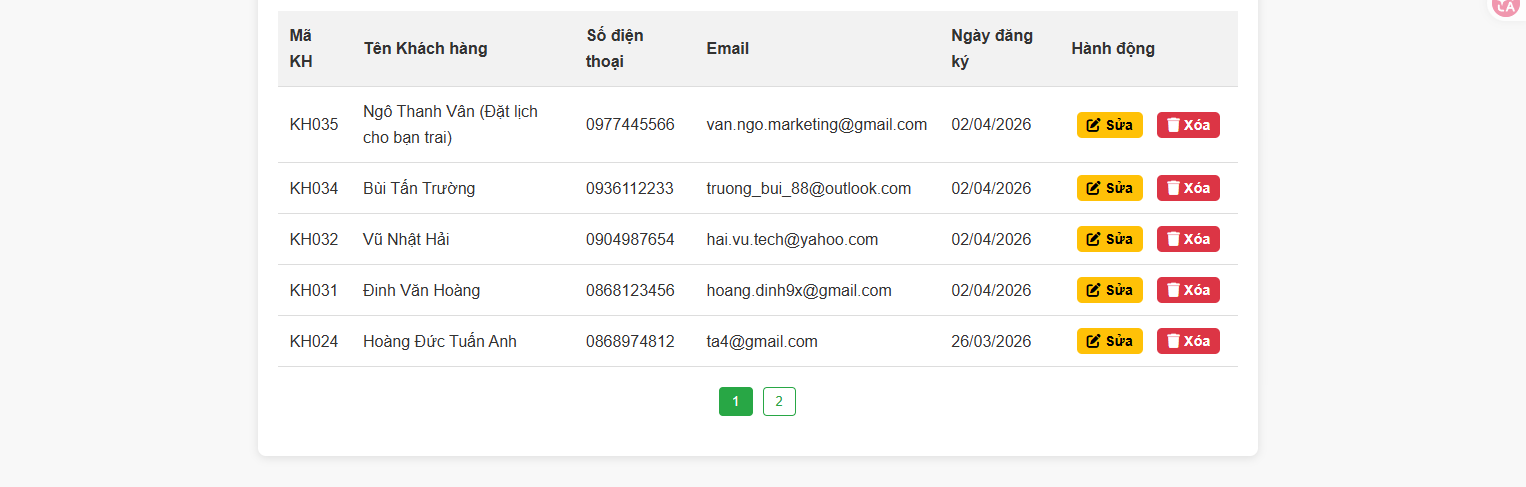 Mã KH Tên Khách hàng Số điện thoại Email Ngày đăng ký Hành động
KH035 Ngô Thanh Vân (Đặt lịch cho bạn trai) 0977445566 van.ngo.marketing@gmail.com 02/04/2026 Sửa Xóa
KH034 Bùi Tấn Trường 0936112233 truong_bui_88@outlook.com 02/04/2026 Sửa Xóa
KH032 Vũ Nhật Hải 0904987654 hai.vu.tech@yahoo.com 02/04/2026 Sửa Xóa
KH031 Đinh Văn Hoàng 0868123456 hoang.dinh9x@gmail.com 02/04/2026 Sửa Xóa
KH024 Hoàng Đức Tuấn Anh 0868974812 ta4@gmail.com 26/03/2026 Sửa Xóa
1 2